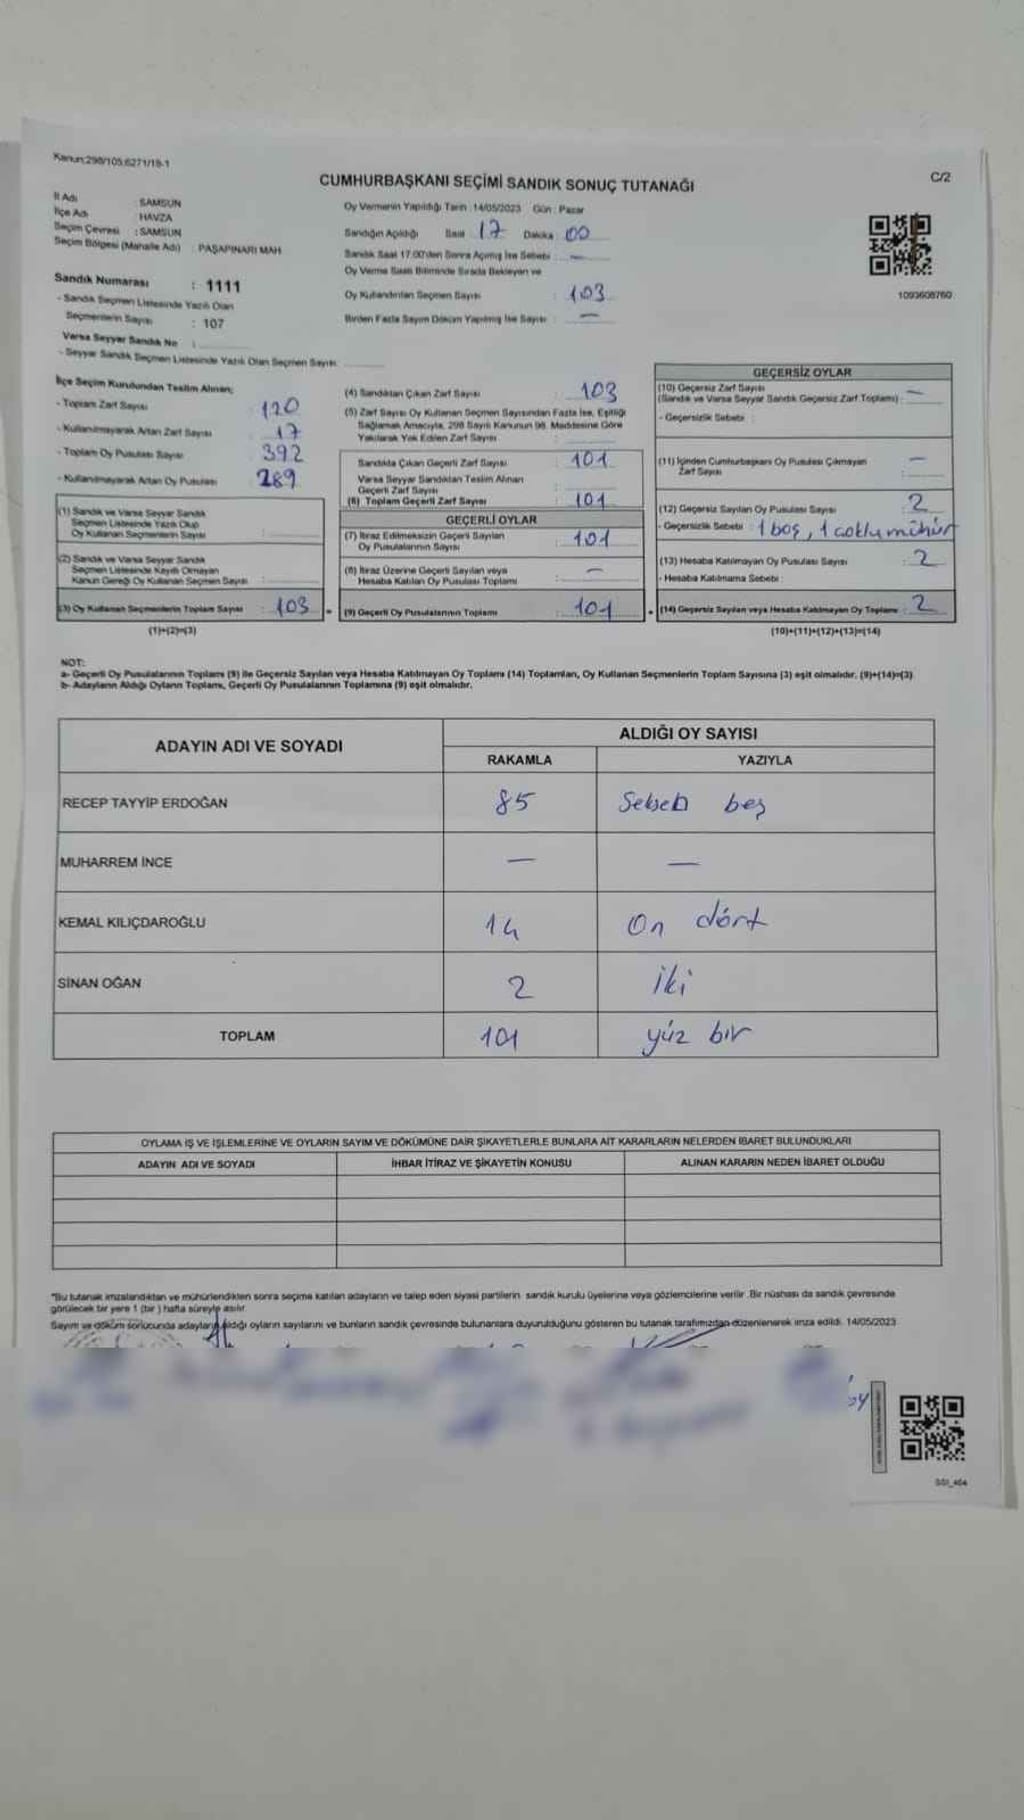 Kanun:298/105,6271/18-1
C/2
CUMHURBAŞKANI SEÇİMİ SANDIK SONUÇ TUTANAĞI
İl Adı : SAMSUN
İlçe Adı : HAVZA
Seçim Çevresi : SAMSUN
Seçim Bölgesi (Mahalle Adı) : PAŞAPINARI MAH
Oy Vermenin Yapıldığı Tarih : 14/05/2023 Gün : Pazar
Sandığın Açıldığı Saat 17 Dakika 00
Sandık Saat 17:00'den Sonra Açılmış İse Sebebi : —
Oy Verme Saati Bitiminde Sırada Bekleyen ve
Oy Kullandırılan Seçmen Sayısı : 103
Birden Fazla Sayım Döküm Yapılmış İse Sayısı : —
1093608760
Sandık Numarası : 1111
- Sandık Seçmen Listesinde Yazılı Olan
Seçmenlerin Sayısı : 107
Varsa Seyyar Sandık No :
- Seyyar Sandık Seçmen Listesinde Yazılı Olan Seçmen Sayısı
İlçe Seçim Kurulundan Teslim Alınan;
- Toplam Zarf Sayısı : 120
- Kullanılmayarak Artan Zarf Sayısı : 17
- Toplam Oy Pusulası Sayısı : 392
- Kullanılmayarak Artan Oy Pusulası : 289
(1) Sandık ve Varsa Seyyar Sandık
Seçmen Listesinde Yazılı Olup
Oy Kullanan Seçmenlerin Sayısı :
(2) Sandık ve Varsa Seyyar Sandık
Seçmen Listesinde Kayıtlı Olmayan
Kanun Gereği Oy Kullanan Seçmen Sayısı :
(3) Oy Kullanan Seçmenlerin Toplam Sayısı : 103
(1)+(2)=(3)
(4) Sandıktan Çıkan Zarf Sayısı : 103
(5) Zarf Sayısı Oy Kullanan Seçmen Sayısından Fazla İse, Eşitliği
Sağlamak Amacıyla, 298 Sayılı Kanunun 98. Maddesine Göre
Yakılarak Yok Edilen Zarf Sayısı :
Sandıkta Çıkan Geçerli Zarf Sayısı : 101
Varsa Seyyar Sandıktan Teslim Alınan
Geçerli Zarf Sayısı :
(6) Toplam Geçerli Zarf Sayısı : 101
GEÇERLİ OYLAR
(7) İtiraz Edilmeksizin Geçerli Sayılan
Oy Pusulalarının Sayısı : 101
(8) İtiraz Üzerine Geçerli Sayılan veya
Hesaba Katılan Oy Pusulası Toplamı : —
= (9) Geçerli Oy Pusulalarının Toplamı : 101
GEÇERSİZ OYLAR
(10) Geçersiz Zarf Sayısı
(Sandık ve Varsa Seyyar Sandık Geçersiz Zarf Toplamı) : —
- Geçersizlik Sebebi :
(11) İçinden Cumhurbaşkanı Oy Pusulası Çıkmayan
Zarf Sayısı : —
(12) Geçersiz Sayılan Oy Pusulası Sayısı : 2
- Geçersizlik Sebebi : 1 boş, 1 çoklu mühür
(13) Hesaba Katılmayan Oy Pusulası Sayısı : 2
- Hesaba Katılmama Sebebi :
+ (14) Geçersiz Sayılan veya Hesaba Katılmayan Oy Toplamı : 2
(10)+(11)+(12)+(13)=(14)
NOT:
a- Geçerli Oy Pusulalarının Toplamı (9) ile Geçersiz Sayılan veya Hesaba Katılmayan Oy Toplamı (14) Toplamları, Oy Kullanan Seçmenlerin Toplam Sayısına (3) eşit olmalıdır. (9)+(14)=(3)
b- Adayların Aldığı Oyların Toplamı, Geçerli Oy Pusulalarının Toplamına (9) eşit olmalıdır.
ADAYIN ADI VE SOYADI
ALDIĞI OY SAYISI
RAKAMLA YAZIYLA
RECEP TAYYİP ERDOĞAN 85 Seksen beş
MUHARREM İNCE — —
KEMAL KILIÇDAROĞLU 14 On dört
SİNAN OĞAN 2 iki
TOPLAM 101 yüz bir
OYLAMA İŞ VE İŞLEMLERİNE VE OYLARIN SAYIM VE DÖKÜMÜNE DAİR ŞİKAYETLERLE BUNLARA AİT KARARLARIN NELERDEN İBARET BULUNDUKLARI
ADAYIN ADI VE SOYADI İHBAR İTİRAZ VE ŞİKAYETİN KONUSU ALINAN KARARIN NEDEN İBARET OLDUĞU
"Bu tutanak imzalandıktan ve mühürlendikten sonra seçime katılan adayların ve talep eden siyasi partilerin sandık kurulu üyelerine veya gözlemcilerine verilir. Bir nüshası da sandık çevresinde
görülecek bir yere 1 (bir) hafta süreyle asılır.
Sayım ve döküm sonucunda adayların aldığı oyların sayılarını ve bunların sandık çevresinde bulunanlara duyurulduğunu gösteren bu tutanak tarafımızdan düzenlenerek imza edildi. 14/05/2023
SSI_464